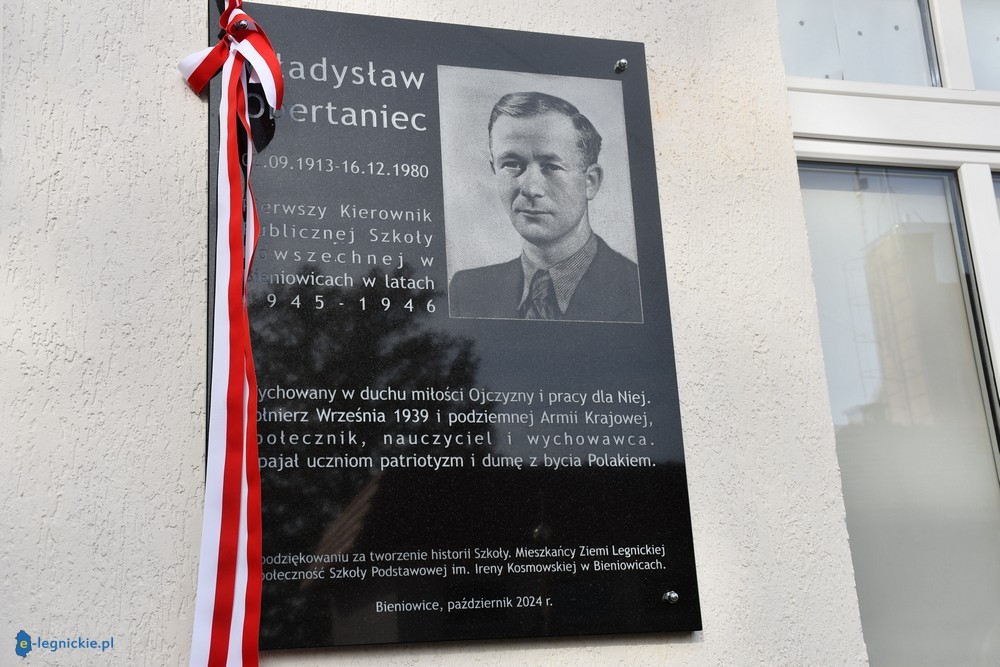 ładysław
bertaniec
.09.1913-16.12.1980
ierwszy Kierownik
ublicznej Szkoły
wszechnej w
ieniowicach w latach
945-1946
ychowany w duchu miłości Ojczyzny i pracy dla Niej.
ołnierz Września 1939 i podziemnej Armii Krajowej,
połecznik, nauczyciel i wychowawca.
pajał uczniom patriotyzm i dumę z bycia Polakiem.
podziękowaniu za tworzenie historii Szkoły. Mieszkańcy Ziemi Legnickiej
połeczność Szkoły Podstawowej im. Ireny Kosmowskiej w Bieniowicach.
Bieniowice, październik 2024 r.
e-legnickie.pl